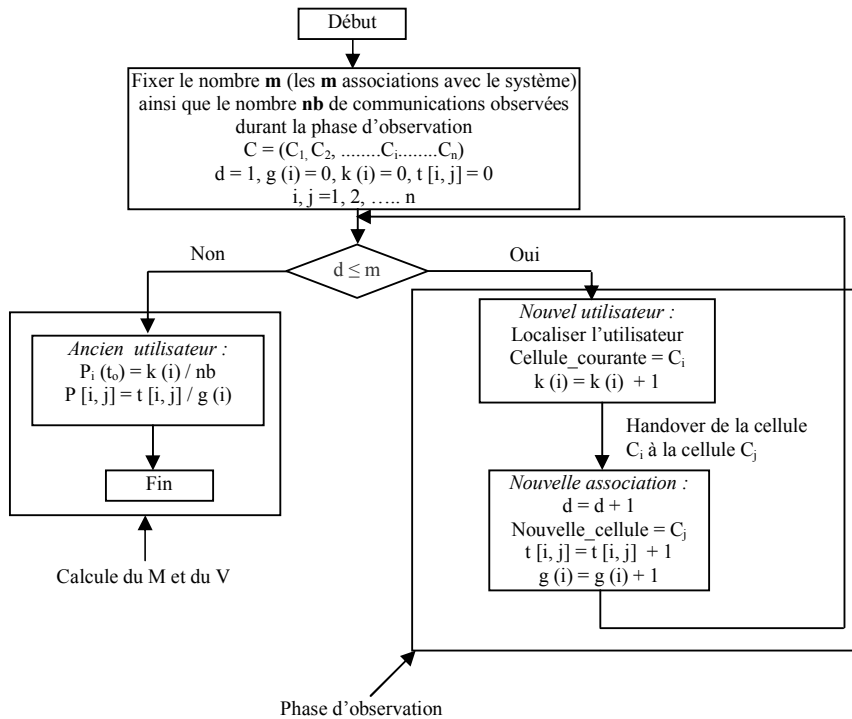 Début
Fixer le nombre m (les m associations avec le système)
ainsi que le nombre nb de communications observées
durant la phase d'observation
C = (C1, C2, ........Ci........Cn)
d = 1, g (i) = 0, k (i) = 0, t [i, j] = 0
i, j =1, 2, ….. n
Non
d ≤ m
Oui
Ancien utilisateur :
Pi (to) = k (i) / nb
P [i, j] = t [i, j] / g (i)
Fin
Calcule du M et du V
Nouvel utilisateur :
Localiser l'utilisateur
Cellule_courante = Ci
k (i) = k (i) + 1
Handover de la cellule
Ci à la cellule Cj
Nouvelle association :
d = d + 1
Nouvelle_cellule = Cj
t [i, j] = t [i, j] + 1
g (i) = g (i) + 1
Phase d'observation